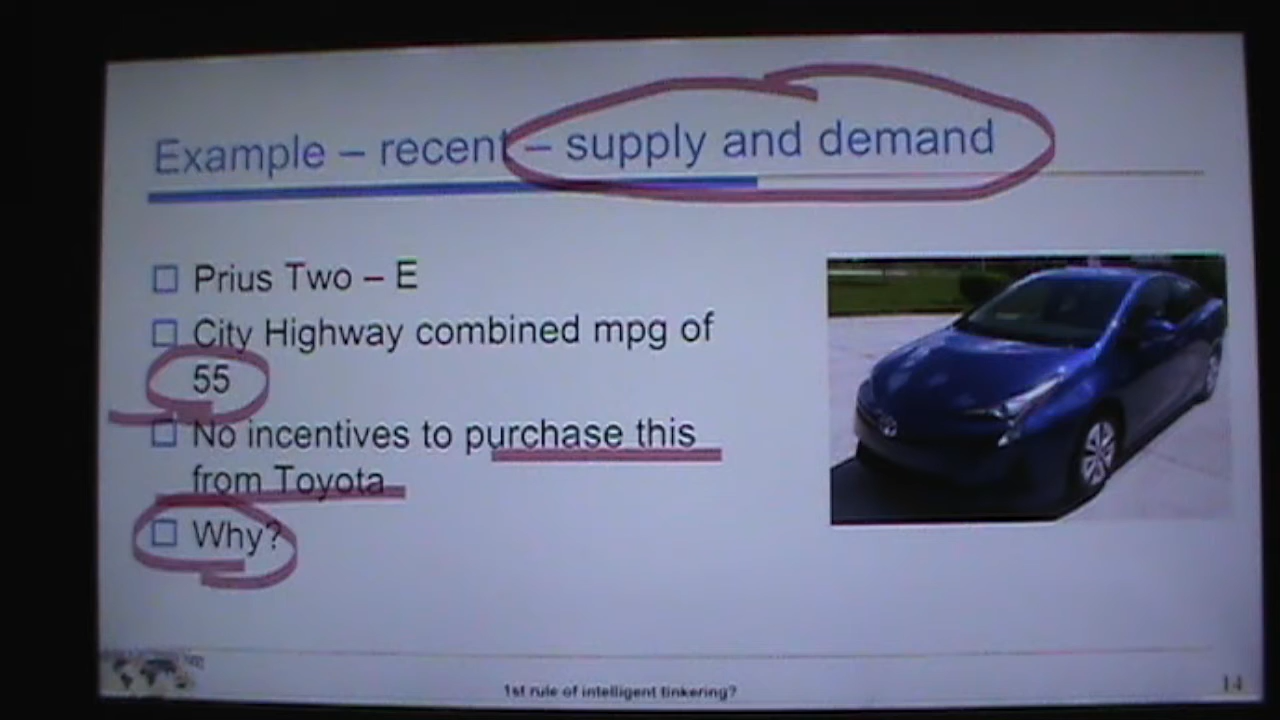 Example – recent – supply and demand
Prius Two – E
City Highway combined mpg of
55
No incentives to purchase this
from Toyota
Why?
1st rule of intelligent tinkering?
14